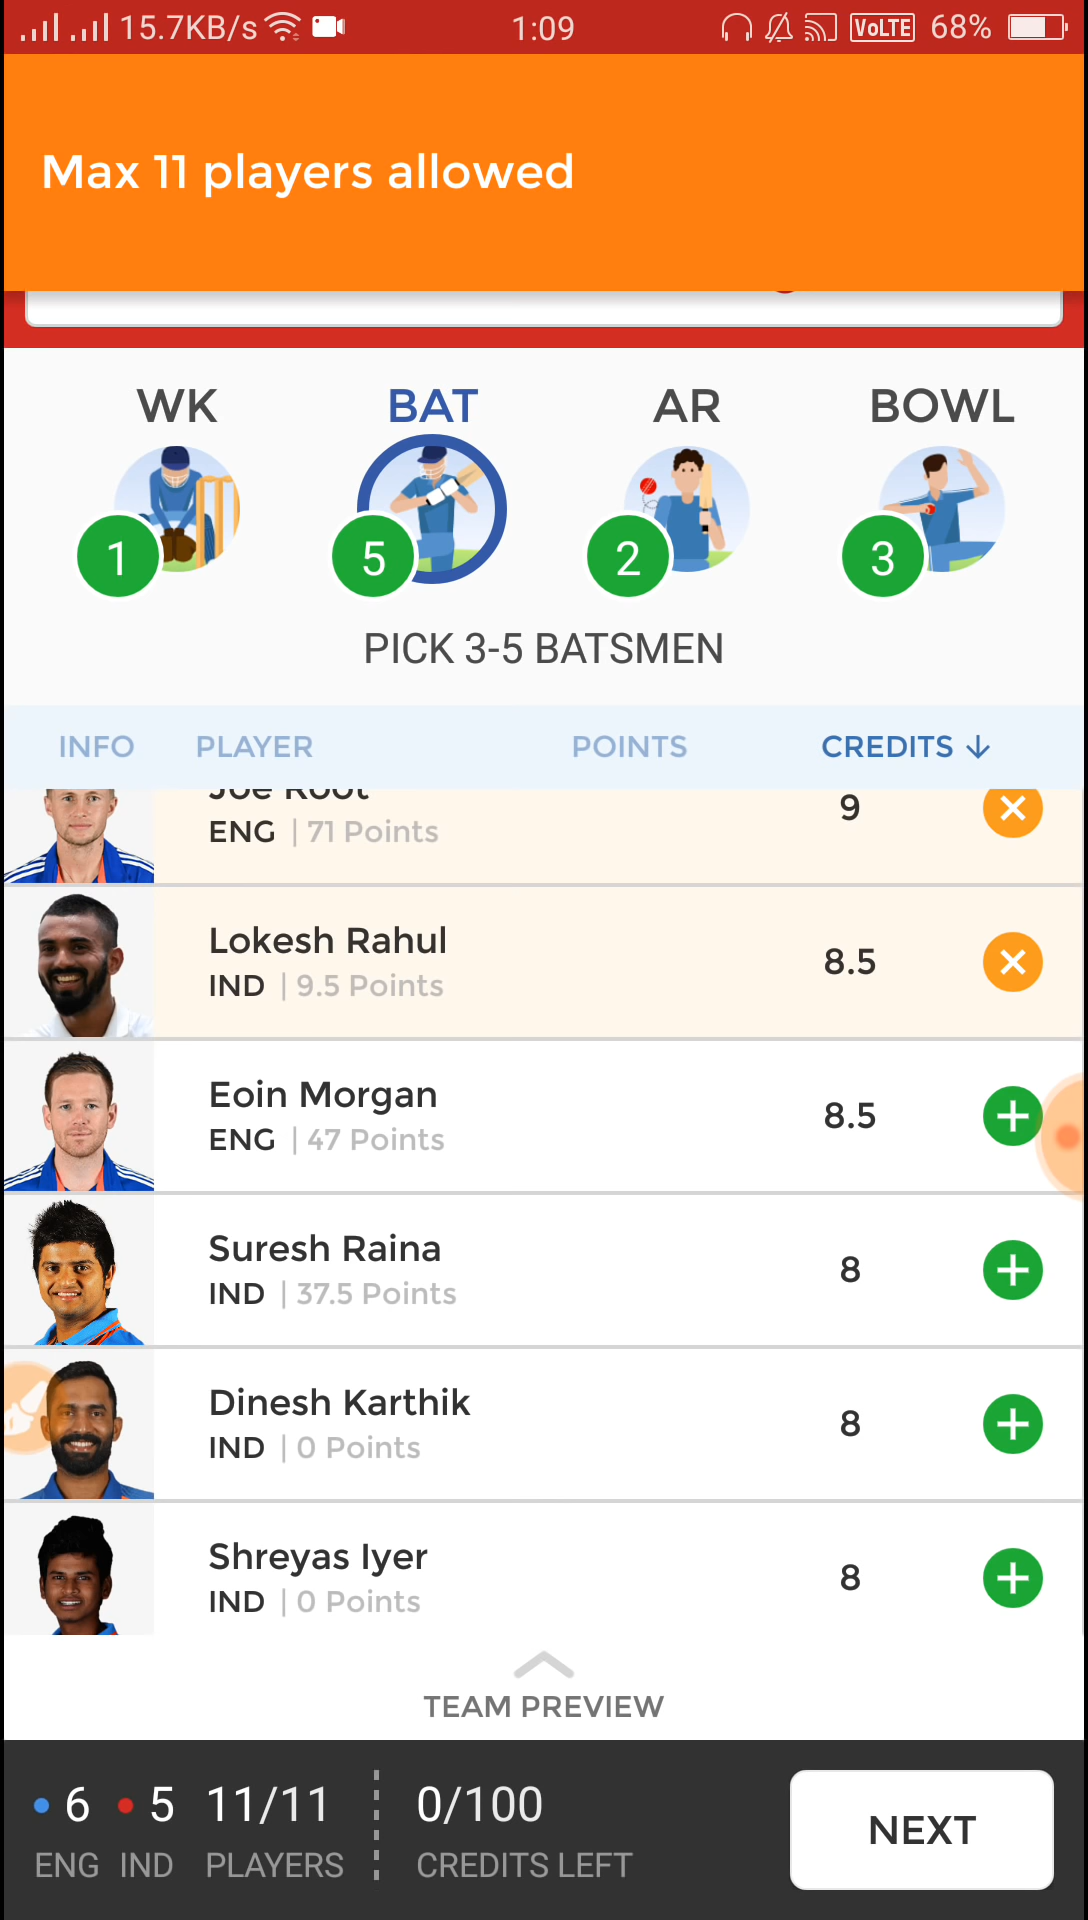 15.7KB/s 1:09 VoLTE 68%
Max 11 players allowed
WK BAT AR BOWL
1 5 2 3
PICK 3-5 BATSMEN
INFO PLAYER POINTS CREDITS ↓
Joe Root
9
ENG | 71 Points
Lokesh Rahul
8.5
IND | 9.5 Points
Eoin Morgan
8.5
ENG | 47 Points
Suresh Raina
8
IND | 37.5 Points
Dinesh Karthik
8
IND | 0 Points
Shreyas Iyer
8
IND | 0 Points
TEAM PREVIEW
6 5 11/11 0/100
ENG IND PLAYERS CREDITS LEFT
NEXT